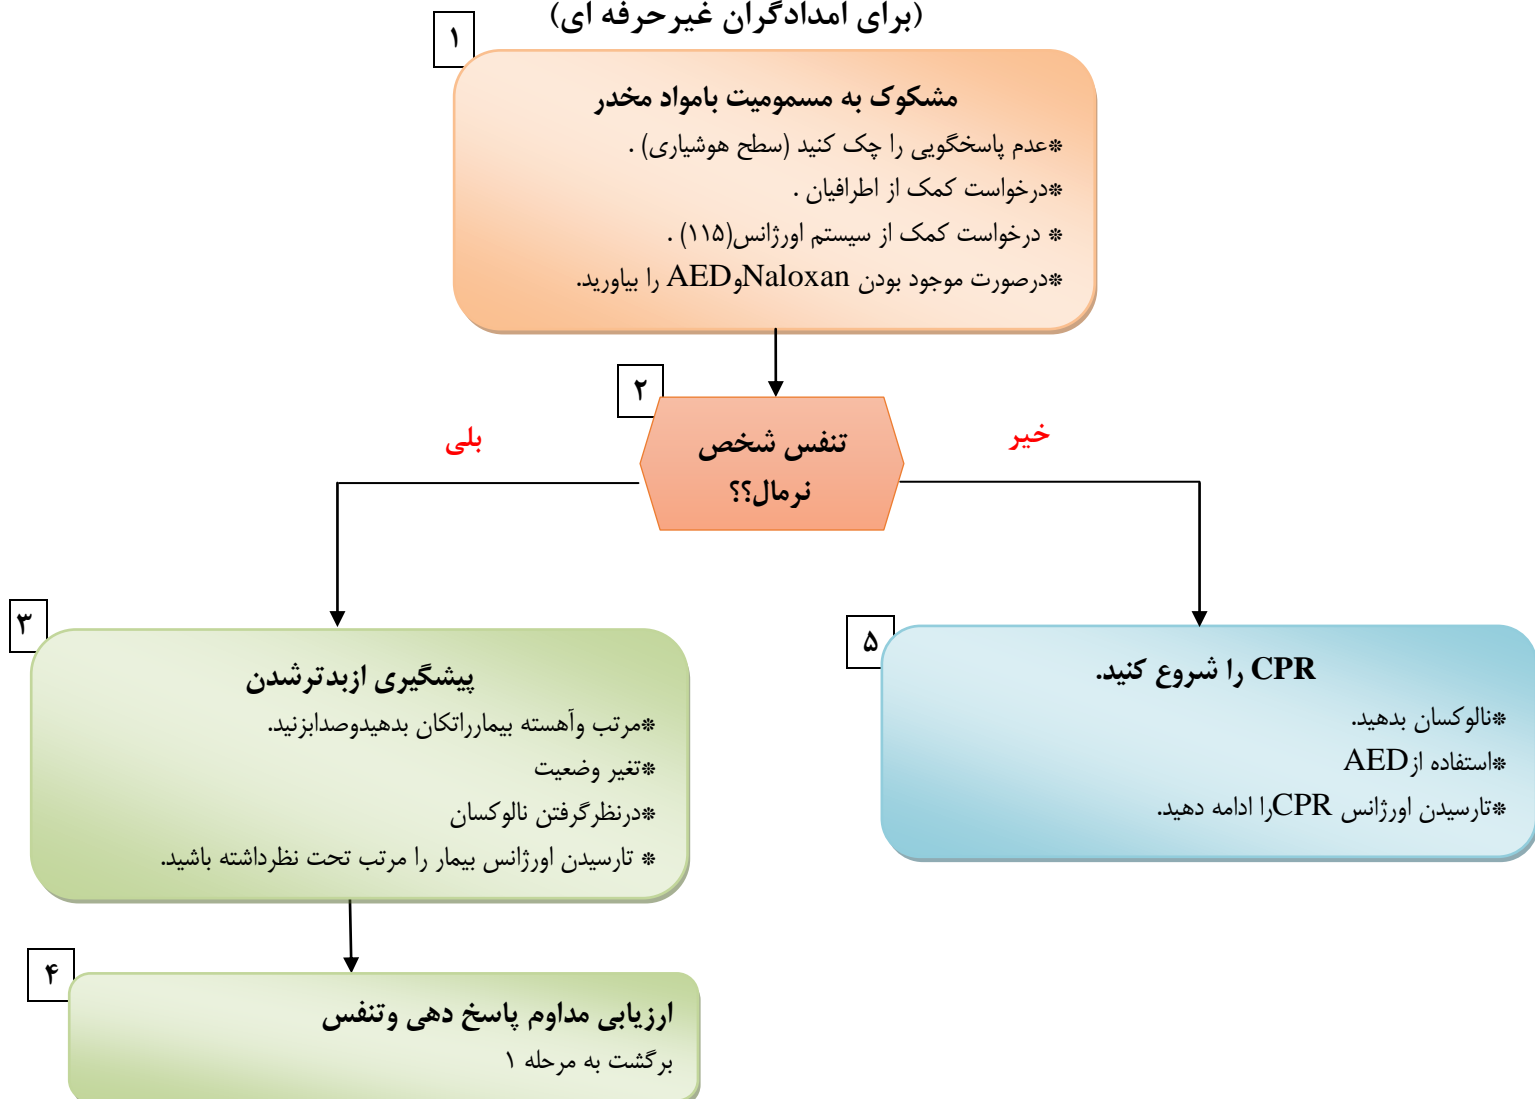 (برای امدادگران غیرحرفه ای)
۱
مشکوک به مسمومیت بامواد مخدر
*عدم پاسخگویی را چک کنید (سطح هوشیاری) .
*درخواست کمک از اطرافیان .
* درخواست کمک از سیستم اورژانس(۱۱۵) .
*درصورت موجود بودن NaloxanوAED را بیاورید.
۲
تنفس شخص
نرمال؟؟
خیر
بلی
۳
پیشگیری ازبدترشدن
*مرتب وآهسته بیمارراتکان بدهیدوصدابزنید.
*تغیر وضعیت
*درنظرگرفتن نالوکسان
* تارسیدن اورژانس بیمار را مرتب تحت نظرداشته باشید.
۴
ارزیابی مداوم پاسخ دهی وتنفس
برگشت به مرحله ۱
۵
CPR را شروع کنید.
*نالوکسان بدهید.
*استفاده ازAED
*تارسیدن اورژانس CPRرا ادامه دهید.